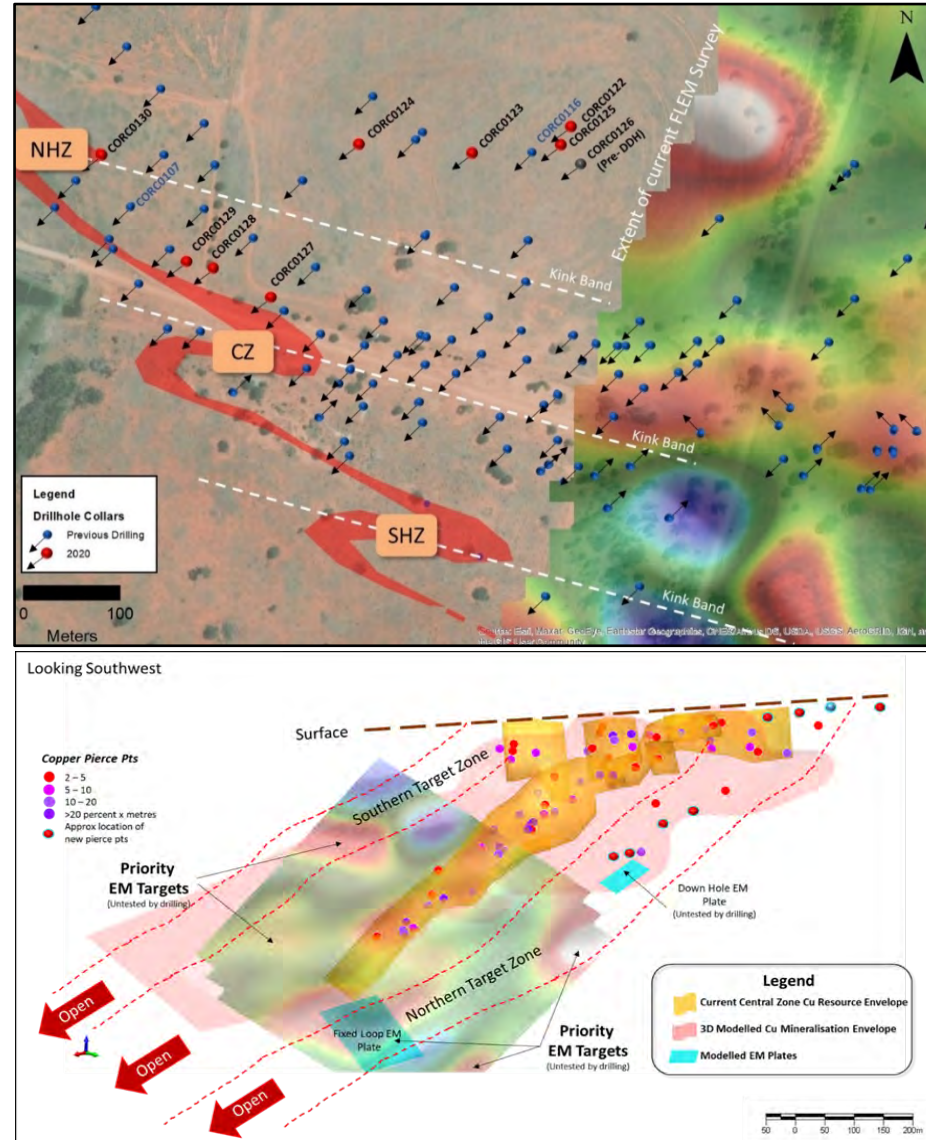 N
CORC0130
NHZ
CORC0107
CORC0129
CORC0128
CORC0127
CORC0124
CORC0123
CORC0116
CORC0122
CORC0125
CORC0126
(Pre- DDH)
Extent of current FLEM Survey
Kink Band
CZ
Kink Band
SHZ
Kink Band
Legend
Drillhole Collars
Previous Drilling
2020
0
100
Meters
Looking Southwest
Surface
Copper Pierce Pts
2 – 5
5 – 10
10 – 20
>20 percent x metres
Approx location of
new pierce pts
Southern Target Zone
Priority
EM Targets
(Untested by drilling)
Down Hole EM
Plate
(Untested by drilling)
Northern Target Zone
Fixed Loop EM
Plate
Priority
EM Targets
(Untested by drilling)
Open
Open
Open
Legend
Current Central Zone Cu Resource Envelope
3D Modelled Cu Mineralisation Envelope
Modelled EM Plates
50 0 50 100 150 200m